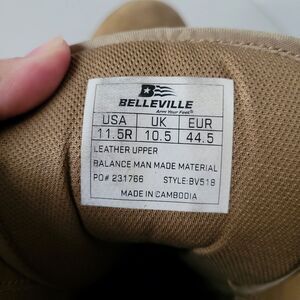 BELLEVILLE
Arm Your Feet
USA UK EUR
11.5R 10.5 44.5
LEATHER UPPER
BALANCE MAN MADE MATERIAL
PO# 231766 STYLE:BV518
MADE IN CAMBODIA